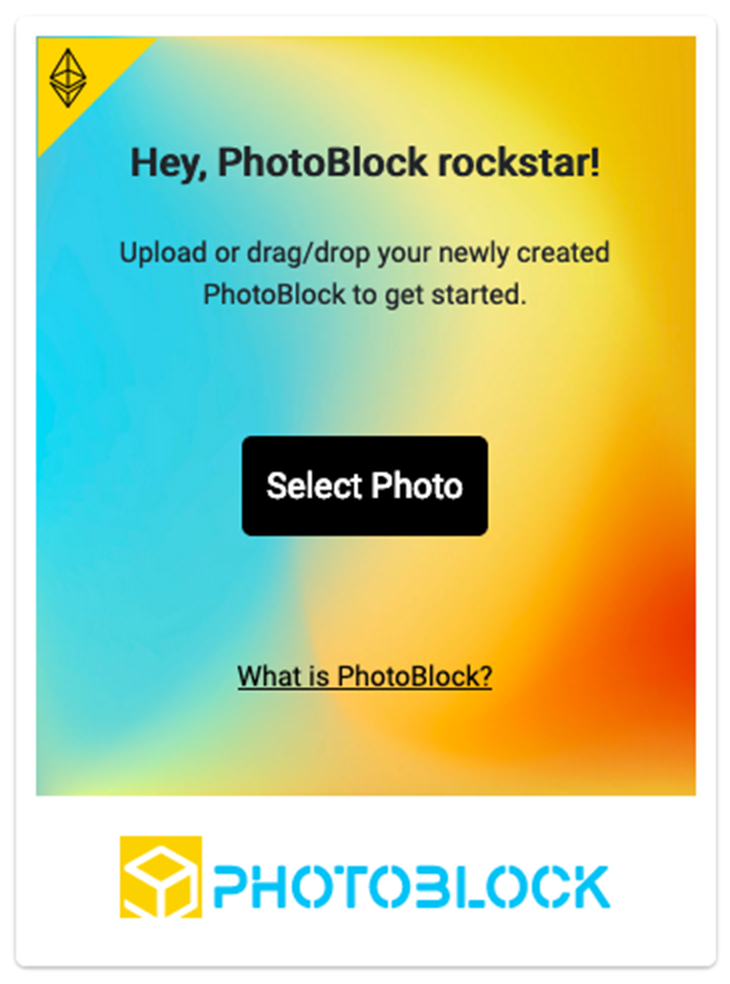 Hey, PhotoBlock rockstar!
Upload or drag/drop your newly created
PhotoBlock to get started.
Select Photo
What is PhotoBlock?
PHOTOBLOCK